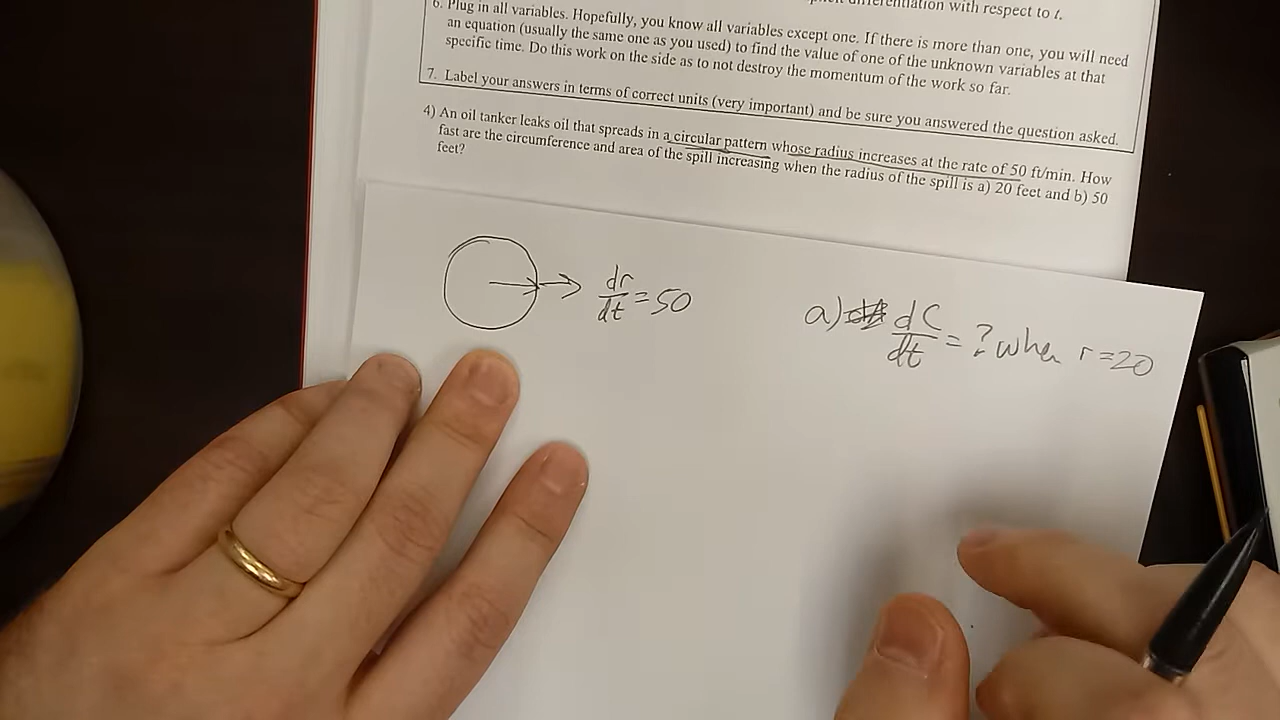 differentiation with respect to t.
6. Plug in all variables. Hopefully, you know all variables except one. If there is more than one, you will need
an equation (usually the same one as you used) to find the value of one of the unknown variables at that
specific time. Do this work on the side as to not destroy the momentum of the work so far.
7. Label your answers in terms of correct units (very important) and be sure you answered the question asked.
4) An oil tanker leaks oil that spreads in a circular pattern whose radius increases at the rate of 50 ft/min. How
fast are the circumference and area of the spill increasing when the radius of the spill is a) 20 feet and b) 50
feet?
dr/dt = 50
a) dC/dt = ? when r = 20